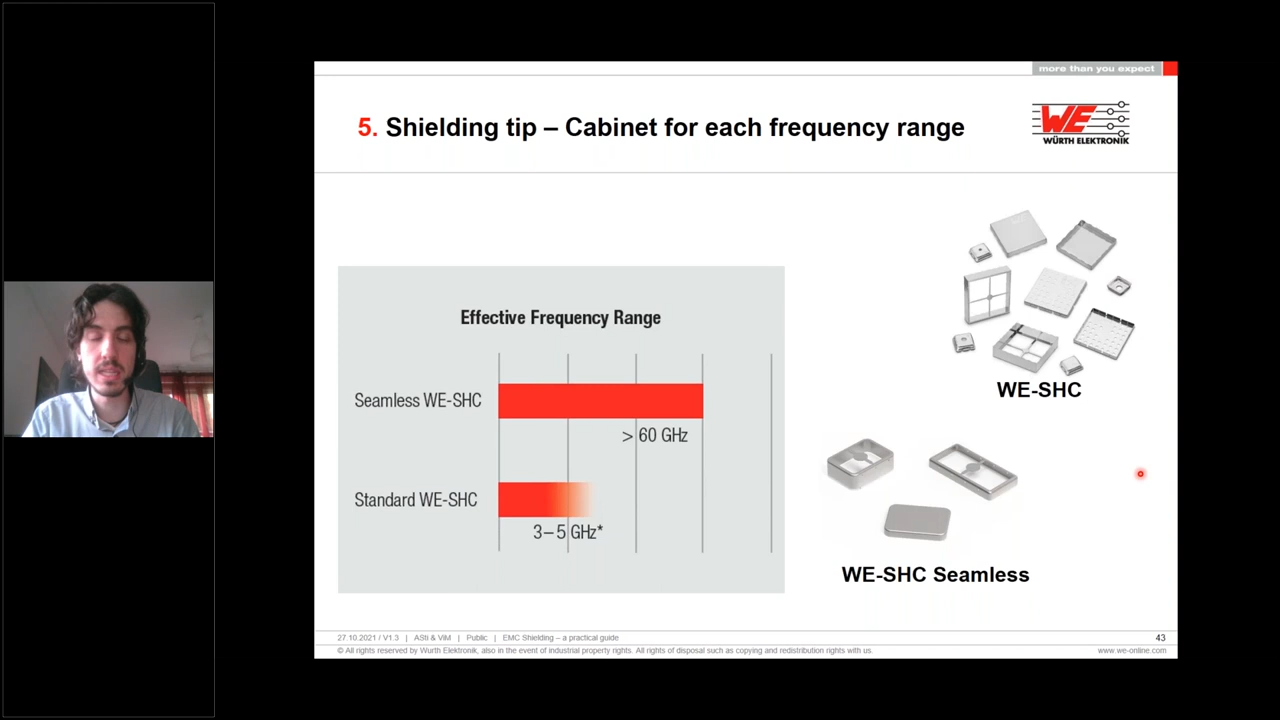 more than you expect
5. Shielding tip – Cabinet for each frequency range
WE
WÜRTH ELEKTRONIK
Effective Frequency Range
Seamless WE-SHC
> 60 GHz
Standard WE-SHC
3–5 GHz*
WE-SHC
WE-SHC Seamless
27.10.2021 / V1.3 | ASti & ViM | Public | EMC Shielding – a practical guide
43
© All rights reserved by Wurth Elektronik, also in the event of industrial property rights. All rights of disposal such as copying and redistribution rights with us.
www.we-online.com